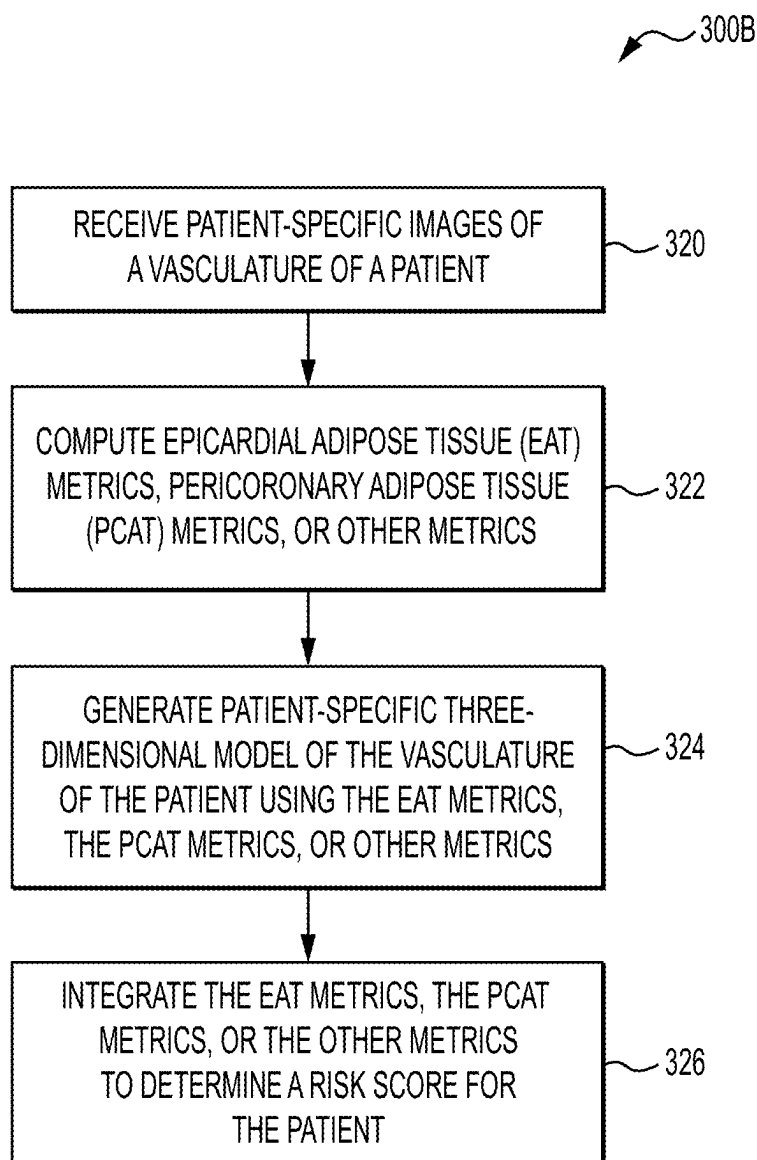 300B
RECEIVE PATIENT-SPECIFIC IMAGES OF
A VASCULATURE OF A PATIENT
320
COMPUTE EPICARDIAL ADIPOSE TISSUE (EAT)
METRICS, PERICORONARY ADIPOSE TISSUE
(PCAT) METRICS, OR OTHER METRICS
322
GENERATE PATIENT-SPECIFIC THREE-
DIMENSIONAL MODEL OF THE VASCULATURE
OF THE PATIENT USING THE EAT METRICS,
THE PCAT METRICS, OR OTHER METRICS
324
INTEGRATE THE EAT METRICS, THE PCAT
METRICS, OR THE OTHER METRICS
TO DETERMINE A RISK SCORE FOR
THE PATIENT
326